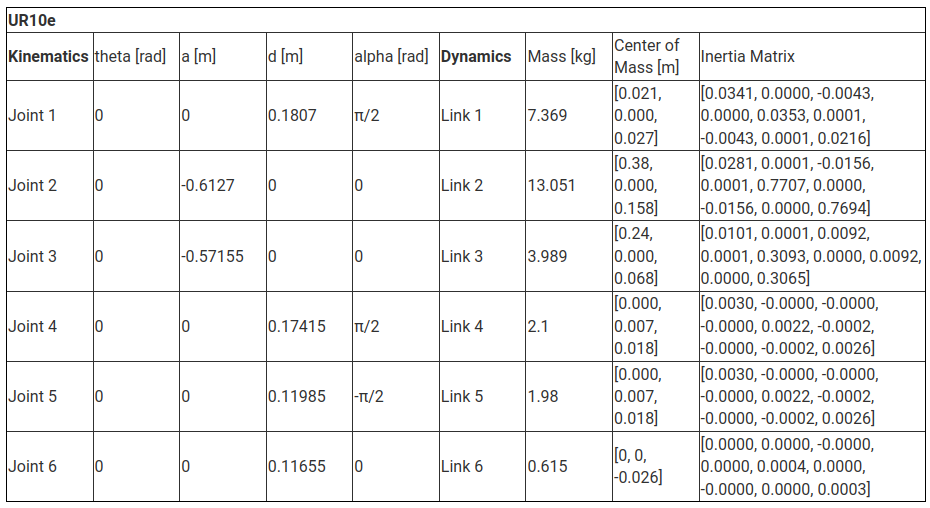 UR10e
Kinematics theta [rad] a [m] d [m] alpha [rad] Dynamics Mass [kg] Center of Mass [m] Inertia Matrix
Joint 1 0 0 0.1807 π/2 Link 1 7.369 [0.021, 0.000, 0.027] [0.0341, 0.0000, -0.0043, 0.0000, 0.0353, 0.0001, -0.0043, 0.0001, 0.0216]
Joint 2 0 -0.6127 0 0 Link 2 13.051 [0.38, 0.000, 0.158] [0.0281, 0.0001, -0.0156, 0.0001, 0.7707, 0.0000, -0.0156, 0.0000, 0.7694]
Joint 3 0 -0.57155 0 0 Link 3 3.989 [0.24, 0.000, 0.068] [0.0101, 0.0001, 0.0092, 0.0001, 0.3093, 0.0000, 0.0092, 0.0000, 0.3065]
Joint 4 0 0 0.17415 π/2 Link 4 2.1 [0.000, 0.007, 0.018] [0.0030, -0.0000, -0.0000, -0.0000, 0.0022, -0.0002, -0.0000, -0.0002, 0.0026]
Joint 5 0 0 0.11985 -π/2 Link 5 1.98 [0.000, 0.007, 0.018] [0.0030, -0.0000, -0.0000, -0.0000, 0.0022, -0.0002, -0.0000, -0.0002, 0.0026]
Joint 6 0 0 0.11655 0 Link 6 0.615 [0, 0, -0.026] [0.0000, 0.0000, -0.0000, 0.0000, 0.0004, 0.0000, -0.0000, 0.0000, 0.0003]